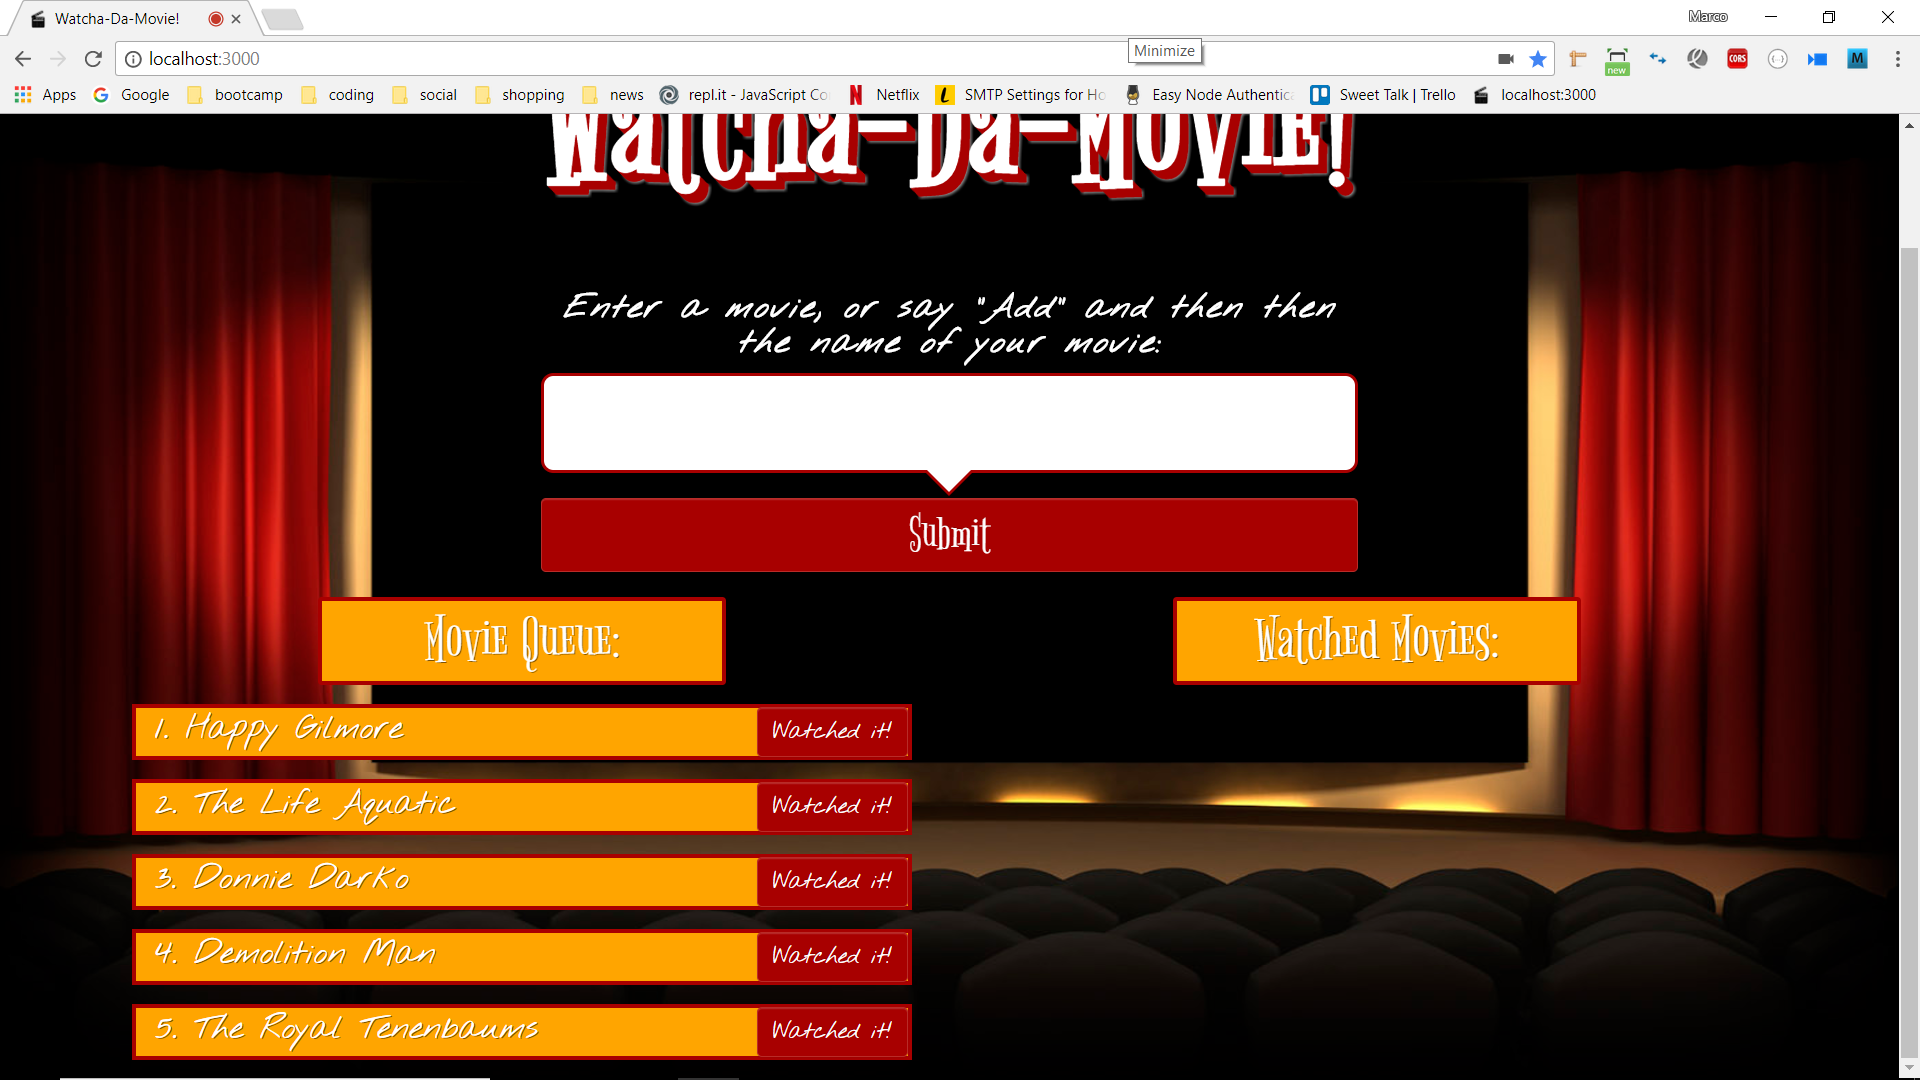 Watcha-Da-Movie!
Marco
localhost:3000
Minimize
new
CORS
M
Apps
Google
bootcamp
coding
social
shopping
news
repl.it - JavaScript Co
Netflix
SMTP Settings for Ho
Easy Node Authentica
Sweet Talk | Trello
localhost:3000
Watcha-Da-Movie!
Enter a movie, or say "Add" and then then
the name of your movie:
Submit
Movie Queue:
Watched Movies:
1. Happy Gilmore
Watched it!
2. The Life Aquatic
Watched it!
3. Donnie Darko
Watched it!
4. Demolition Man
Watched it!
5. The Royal Tenenbaums
Watched it!